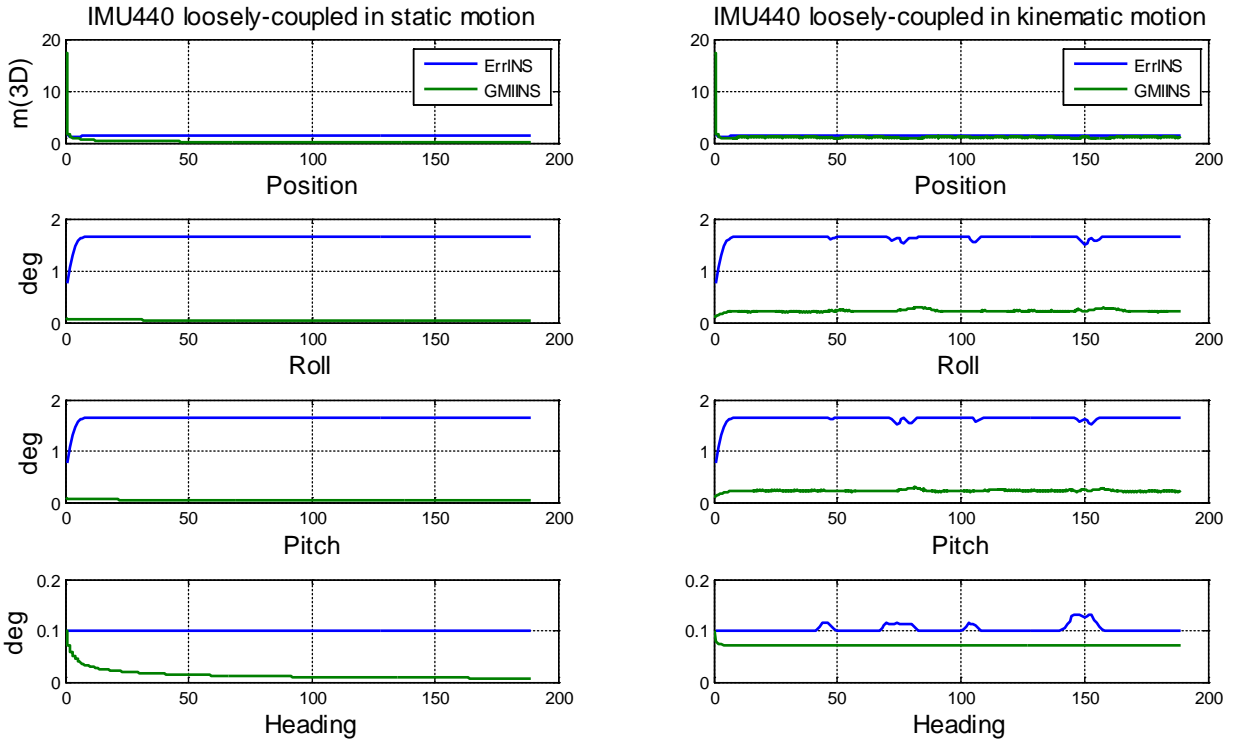 IMU440 loosely-coupled in static motion
m(3D)
20
10
0
ErrINS
GMIINS
0 50 100 150 200
Position
deg
2
1
0
0 50 100 150 200
Roll
deg
2
1
0
0 50 100 150 200
Pitch
deg
0.2
0.1
0
0 50 100 150 200
Heading
IMU440 loosely-coupled in kinematic motion
20
10
0
ErrINS
GMIINS
0 50 100 150 200
Position
2
1
0
0 50 100 150 200
Roll
2
1
0
0 50 100 150 200
Pitch
0.2
0.1
0
0 50 100 150 200
Heading